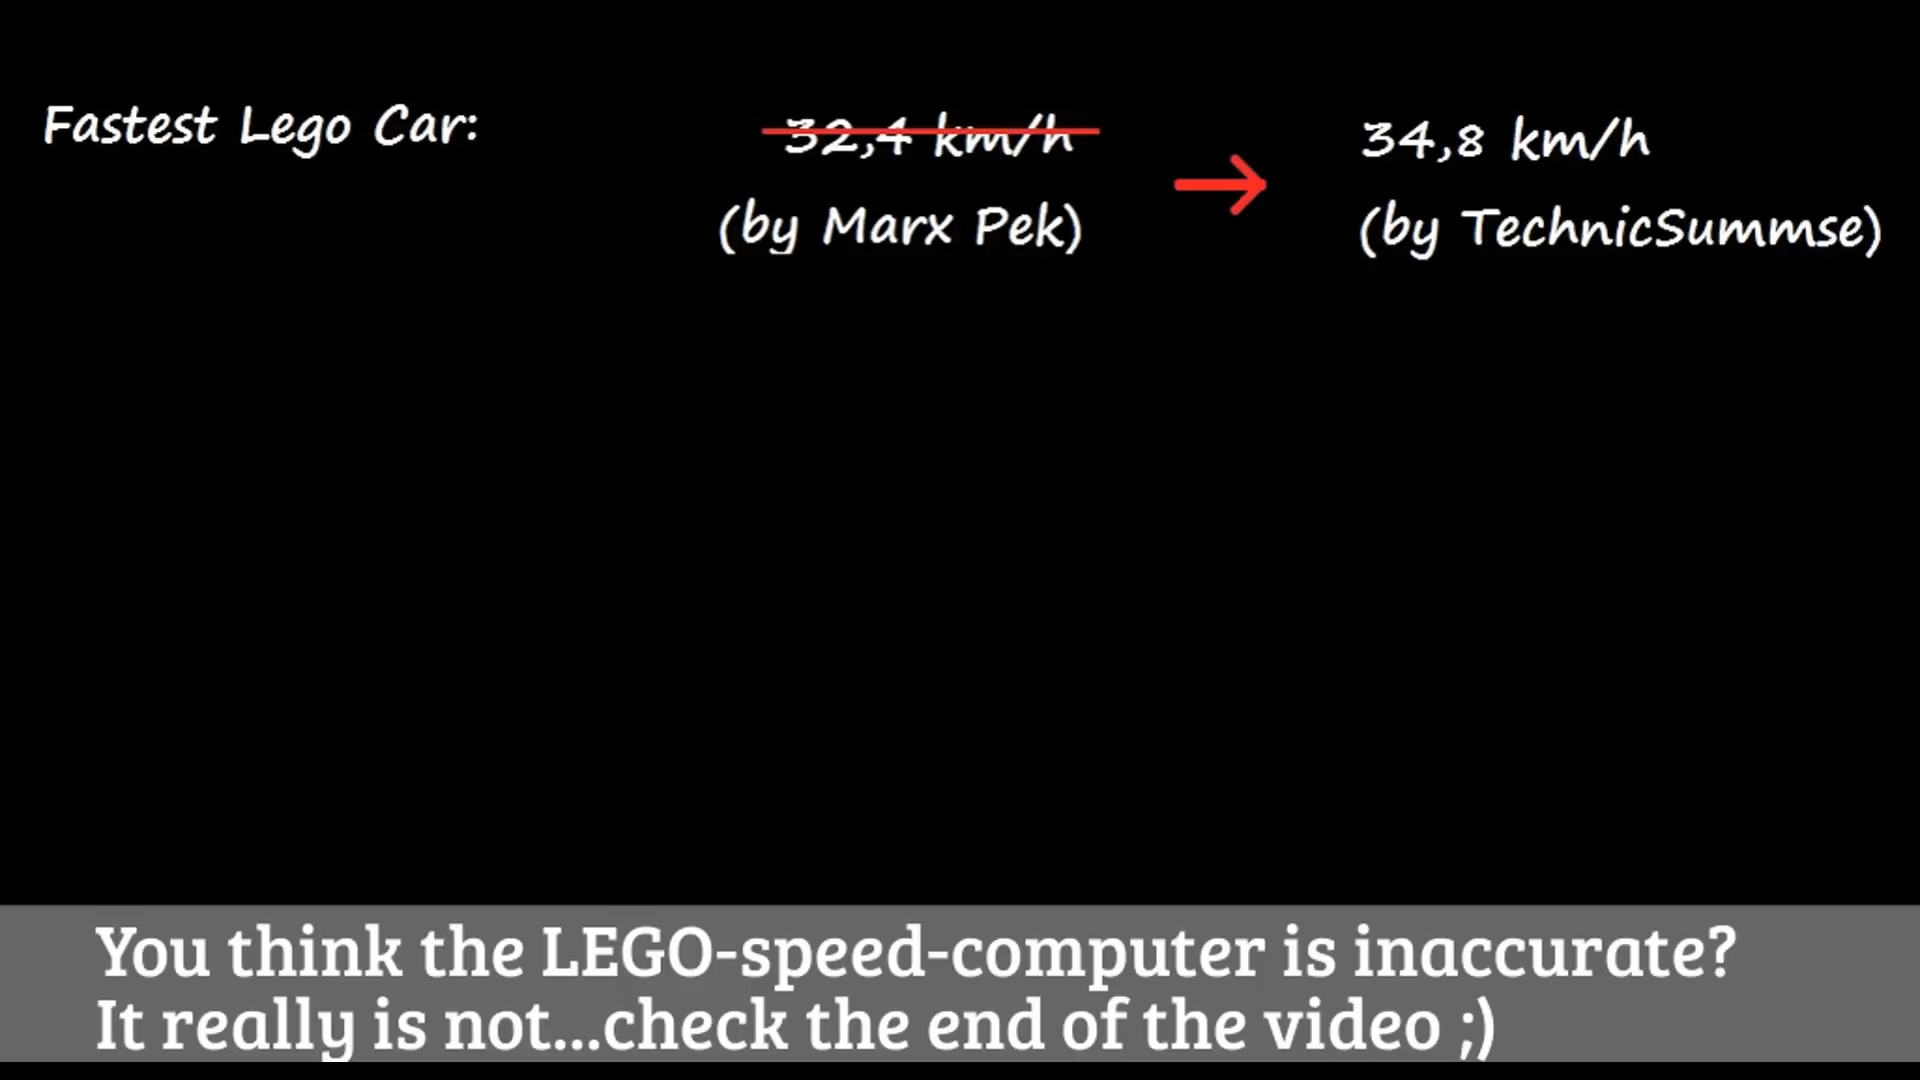 Fastest Lego Car:
32,4 km/h
(by Marx Pek)
34,8 km/h
(by TechnicSummse)
You think the LEGO-speed-computer is inaccurate?
It really is not...check the end of the video ;)